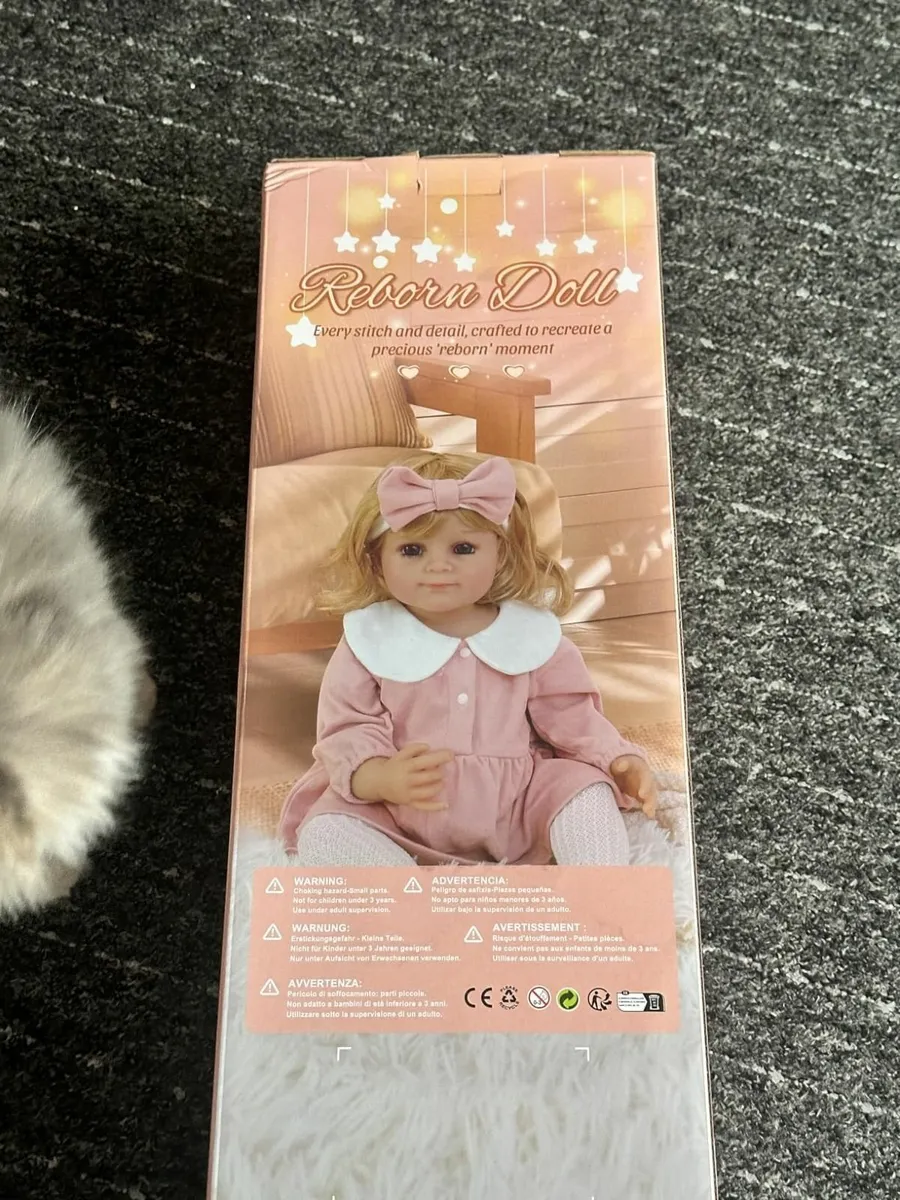 Reborn Doll
Every stitch and detail, crafted to recreate a
precious 'reborn' moment
WARNING:
Choking hazard-Small parts.
Not for children under 3 years.
Use under adult supervision.
ADVERTENCIA:
Peligro de asfixia-Piezas pequeñas.
No apto para niños menores de 3 años.
Utilizar bajo la supervisión de un adulto.
WARNUNG:
Erstickungsgefahr - Kleine Teile.
Nicht für Kinder unter 3 Jahren geeignet.
Nur unter Aufsicht von Erwachsenen verwenden.
AVERTISSEMENT :
Risque d'étouffement - Petites pièces.
Ne convient pas aux enfants de moins de 3 ans.
Utiliser sous la surveillance d'un adulte.
AVVERTENZA:
Pericolo di soffocamento: parti piccole.
Non adatto a bambini di età inferiore a 3 anni.
Utilizzare sotto la supervisione di un adulto.
CE
0-3